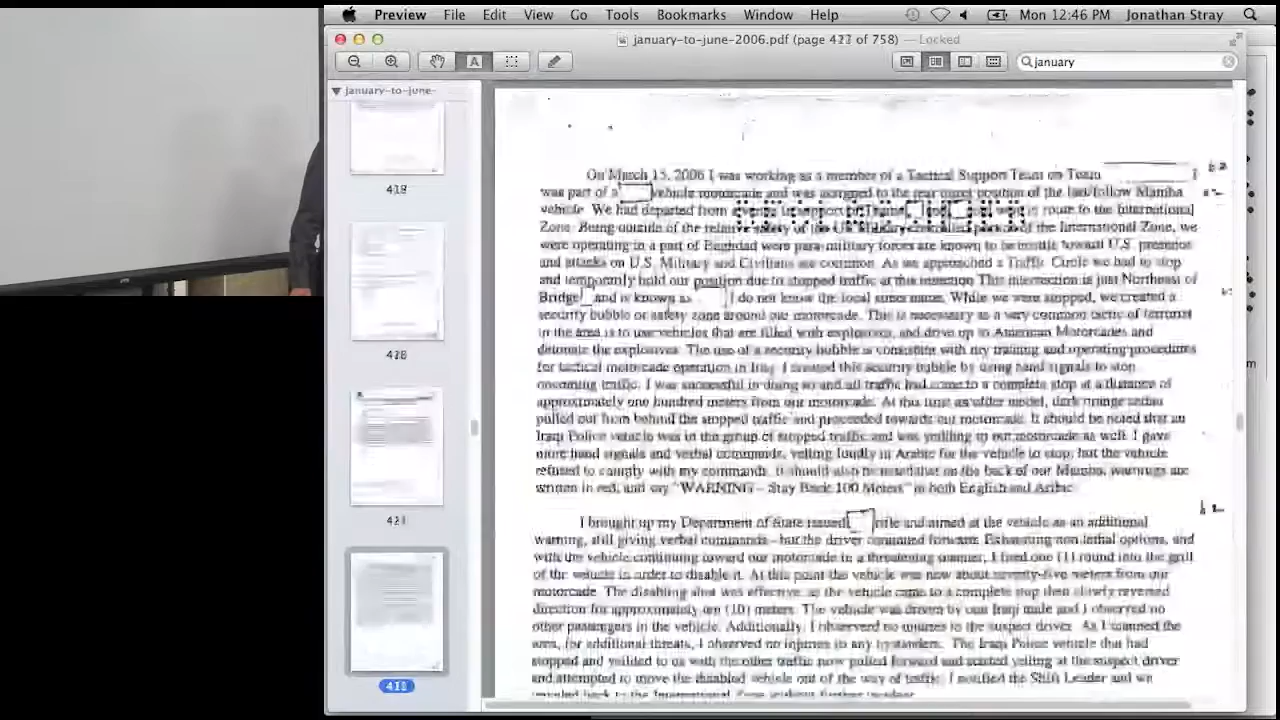 Preview File Edit View Go Tools Bookmarks Window Help Mon 12:46 PM Jonathan Stray
january-to-june-2006.pdf of 758) — Locked
january
january-to-june-
419
On March 15, 2006 I was working as a member of a Tactical Support Team on Team
was part of a vehicle motorcade and was assigned to the rear turret position of the last/follow Mamba
vehicle. We had departed from route to the International
Zone. Being outside of the relative safety of the of the International Zone, we
were operating in a part of Baghdad were para-military forces are known to be hostile toward U.S. presence
and attacks on U.S. Military and Civilians are common. As we approached a Traffic Circle we had to stop
and temporarily hold our position due to stopped traffic at this intersection This intersection is just Northeast of
Bridge and is known as I do not know the local street name. While we were stopped, we created a
security bubble or safety zone around our motorcade. This is necessary as a very common tactic of terrorist
in the area is to use vehicles that are filled with explosives, and drive up to American Motorcades and
detonate the explosives. The use of a security bubble is consistent with my training and operating procedures
for tactical motorcade operation in Iraq. I created this security bubble by using hand signals to stop
oncoming traffic. I was successful in doing so and all traffic had come to a complete stop at a distance of
approximately one hundred meters from our motorcade. At this time an older model, dark orange sedan
pulled out from behind the stopped traffic and proceeded towards our motorcade. It should be noted that an
Iraqi Police vehicle was in the group of stopped traffic and was yielding to our motorcade as well. I gave
more hand signals and verbal commands, yelling loudly in Arabic for the vehicle to stop, but the vehicle
refused to comply with my commands. It should also be noted that on the back of our Mamba, warnings are
written in red, and say "WARNING – Stay Back 100 Meters" in both English and Arabic.
420
421
I brought up my Department of State issued rifle and aimed at the vehicle as an additional
warning, still giving verbal commands – but the driver continued forward. Exhausting non lethal options, and
with the vehicle continuing toward our motorcade in a threatening manner, I fired one (1) round into the grill
of the vehicle in order to disable it. At this point the vehicle was now about seventy-five meters from our
motorcade. The disabling shot was effective, as the vehicle came to a complete stop then slowly reversed
direction for approximately ten (10) meters. The vehicle was driven by one Iraqi male and I observed no
other passengers in the vehicle. Additionally, I observered no injuries to the suspect driver. As I scanned the
area, for additional threats, I observed no injuries to any bystanders. The Iraqi Police vehicle that had
stopped and yeilded to us with the other traffic now pulled forward and started yelling at the suspect driver
and attempted to move the disabled vehicle out of the way of traffic. I notified the Shift Leader and we
back to the International Zone without further incident.